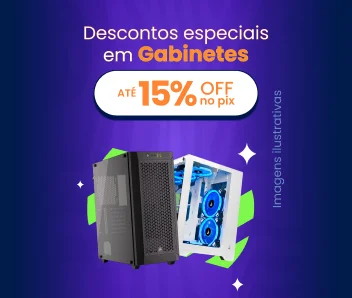 Descontos especiais
em Gabinetes
ATÉ 15% OFF
no pix
Imagens ilustrativas